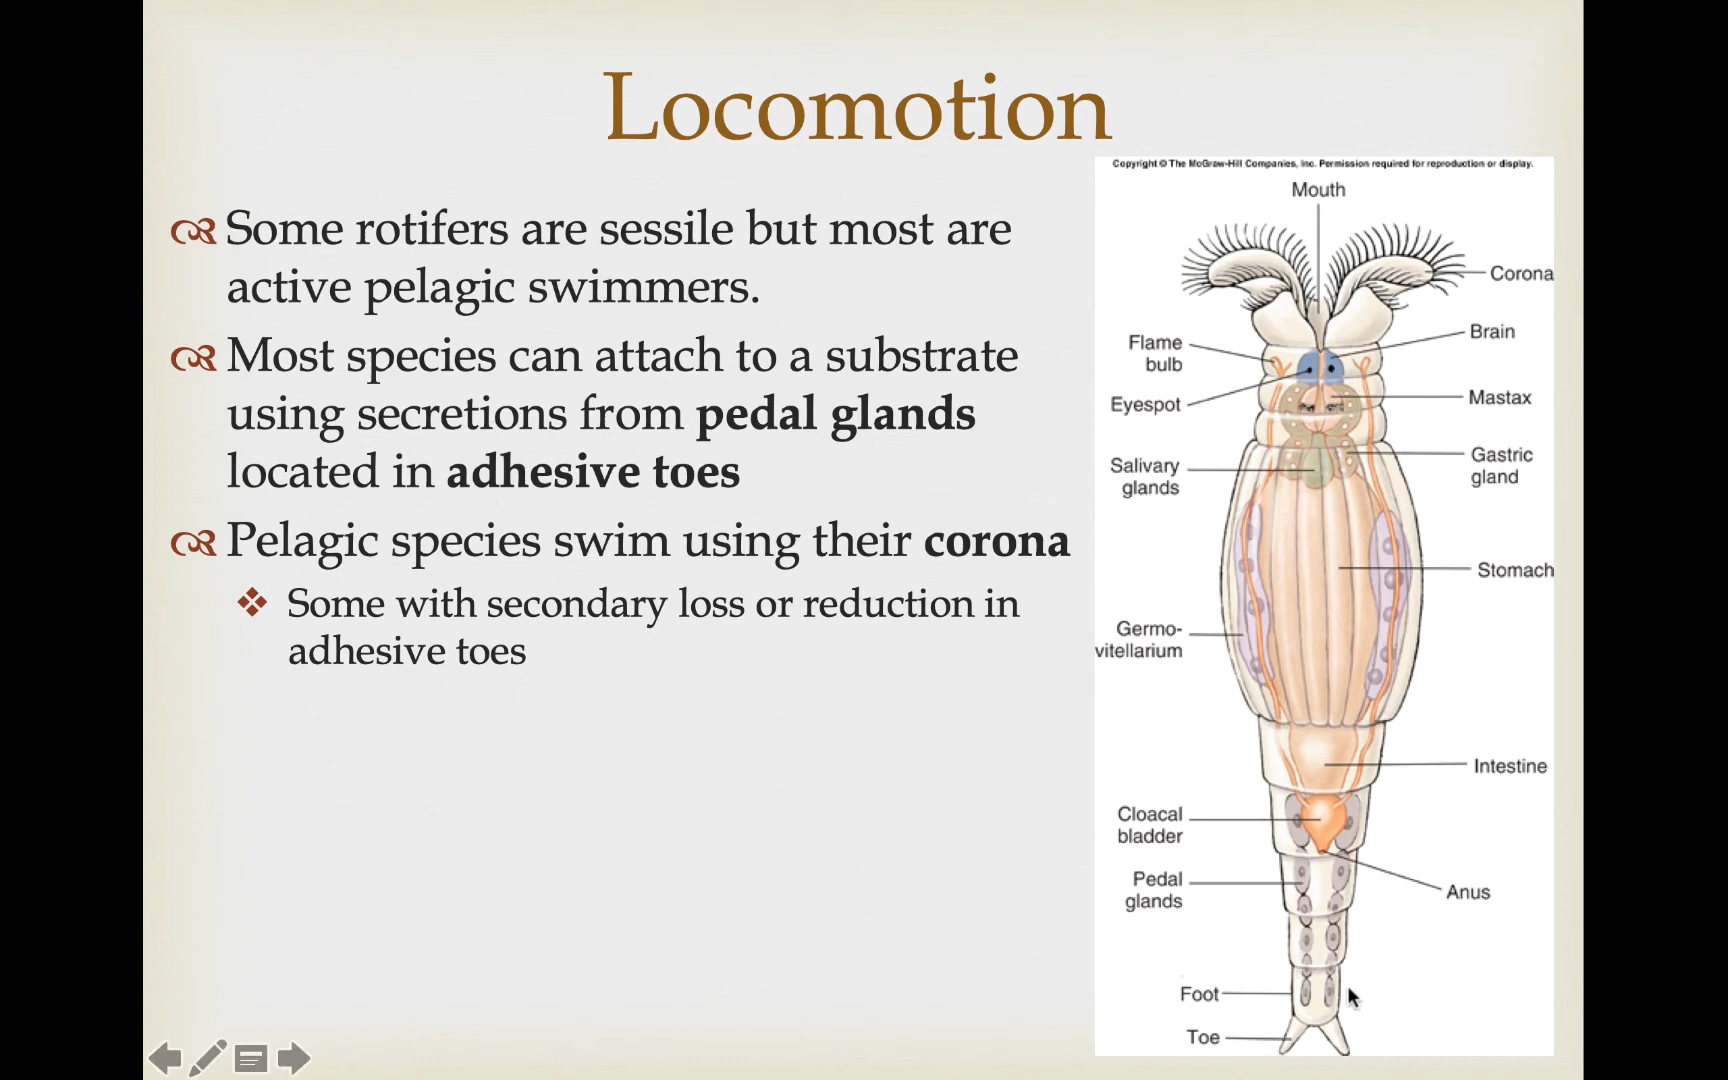 Locomotion
Some rotifers are sessile but most are
active pelagic swimmers.
Most species can attach to a substrate
using secretions from pedal glands
located in adhesive toes
Pelagic species swim using their corona
Some with secondary loss or reduction in
adhesive toes
Copyright © The McGraw-Hill Companies, Inc. Permission required for reproduction or display.
Mouth
Corona
Brain
Flame
bulb
Eyespot
Mastax
Salivary
glands
Gastric
gland
Stomach
Germo-
vitellarium
Intestine
Cloacal
bladder
Pedal
glands
Anus
Foot
Toe